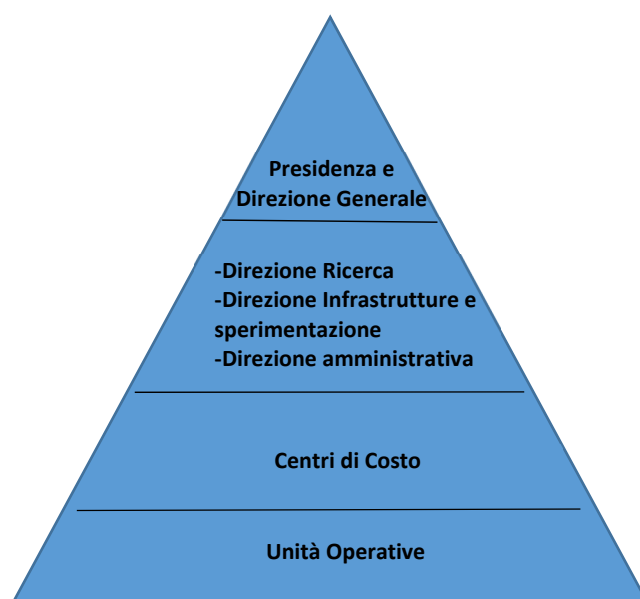 Presidenza e
Direzione Generale
-Direzione Ricerca
-Direzione Infrastrutture e
sperimentazione
-Direzione amministrativa
Centri di Costo
Unità Operative